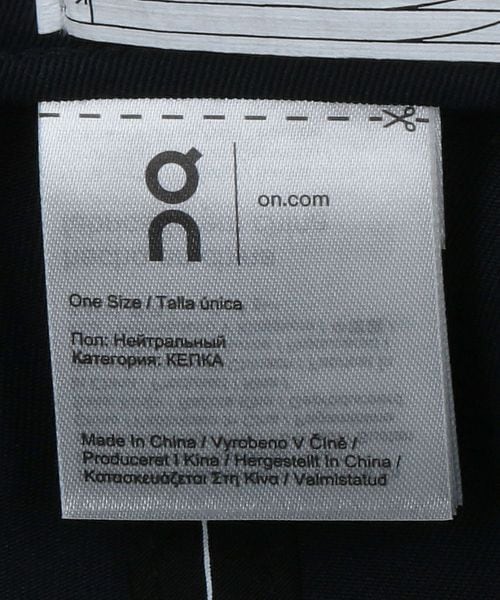 on
on.com
One Size / Talla única
Пол: Нейтральный
Категория: КЕПКА
Made In China / Vyrobeno V Číně /
Produceret I Kina / Hergestellt In China /
Κατασκευάζεται Στη Κίνα / Valmistatud